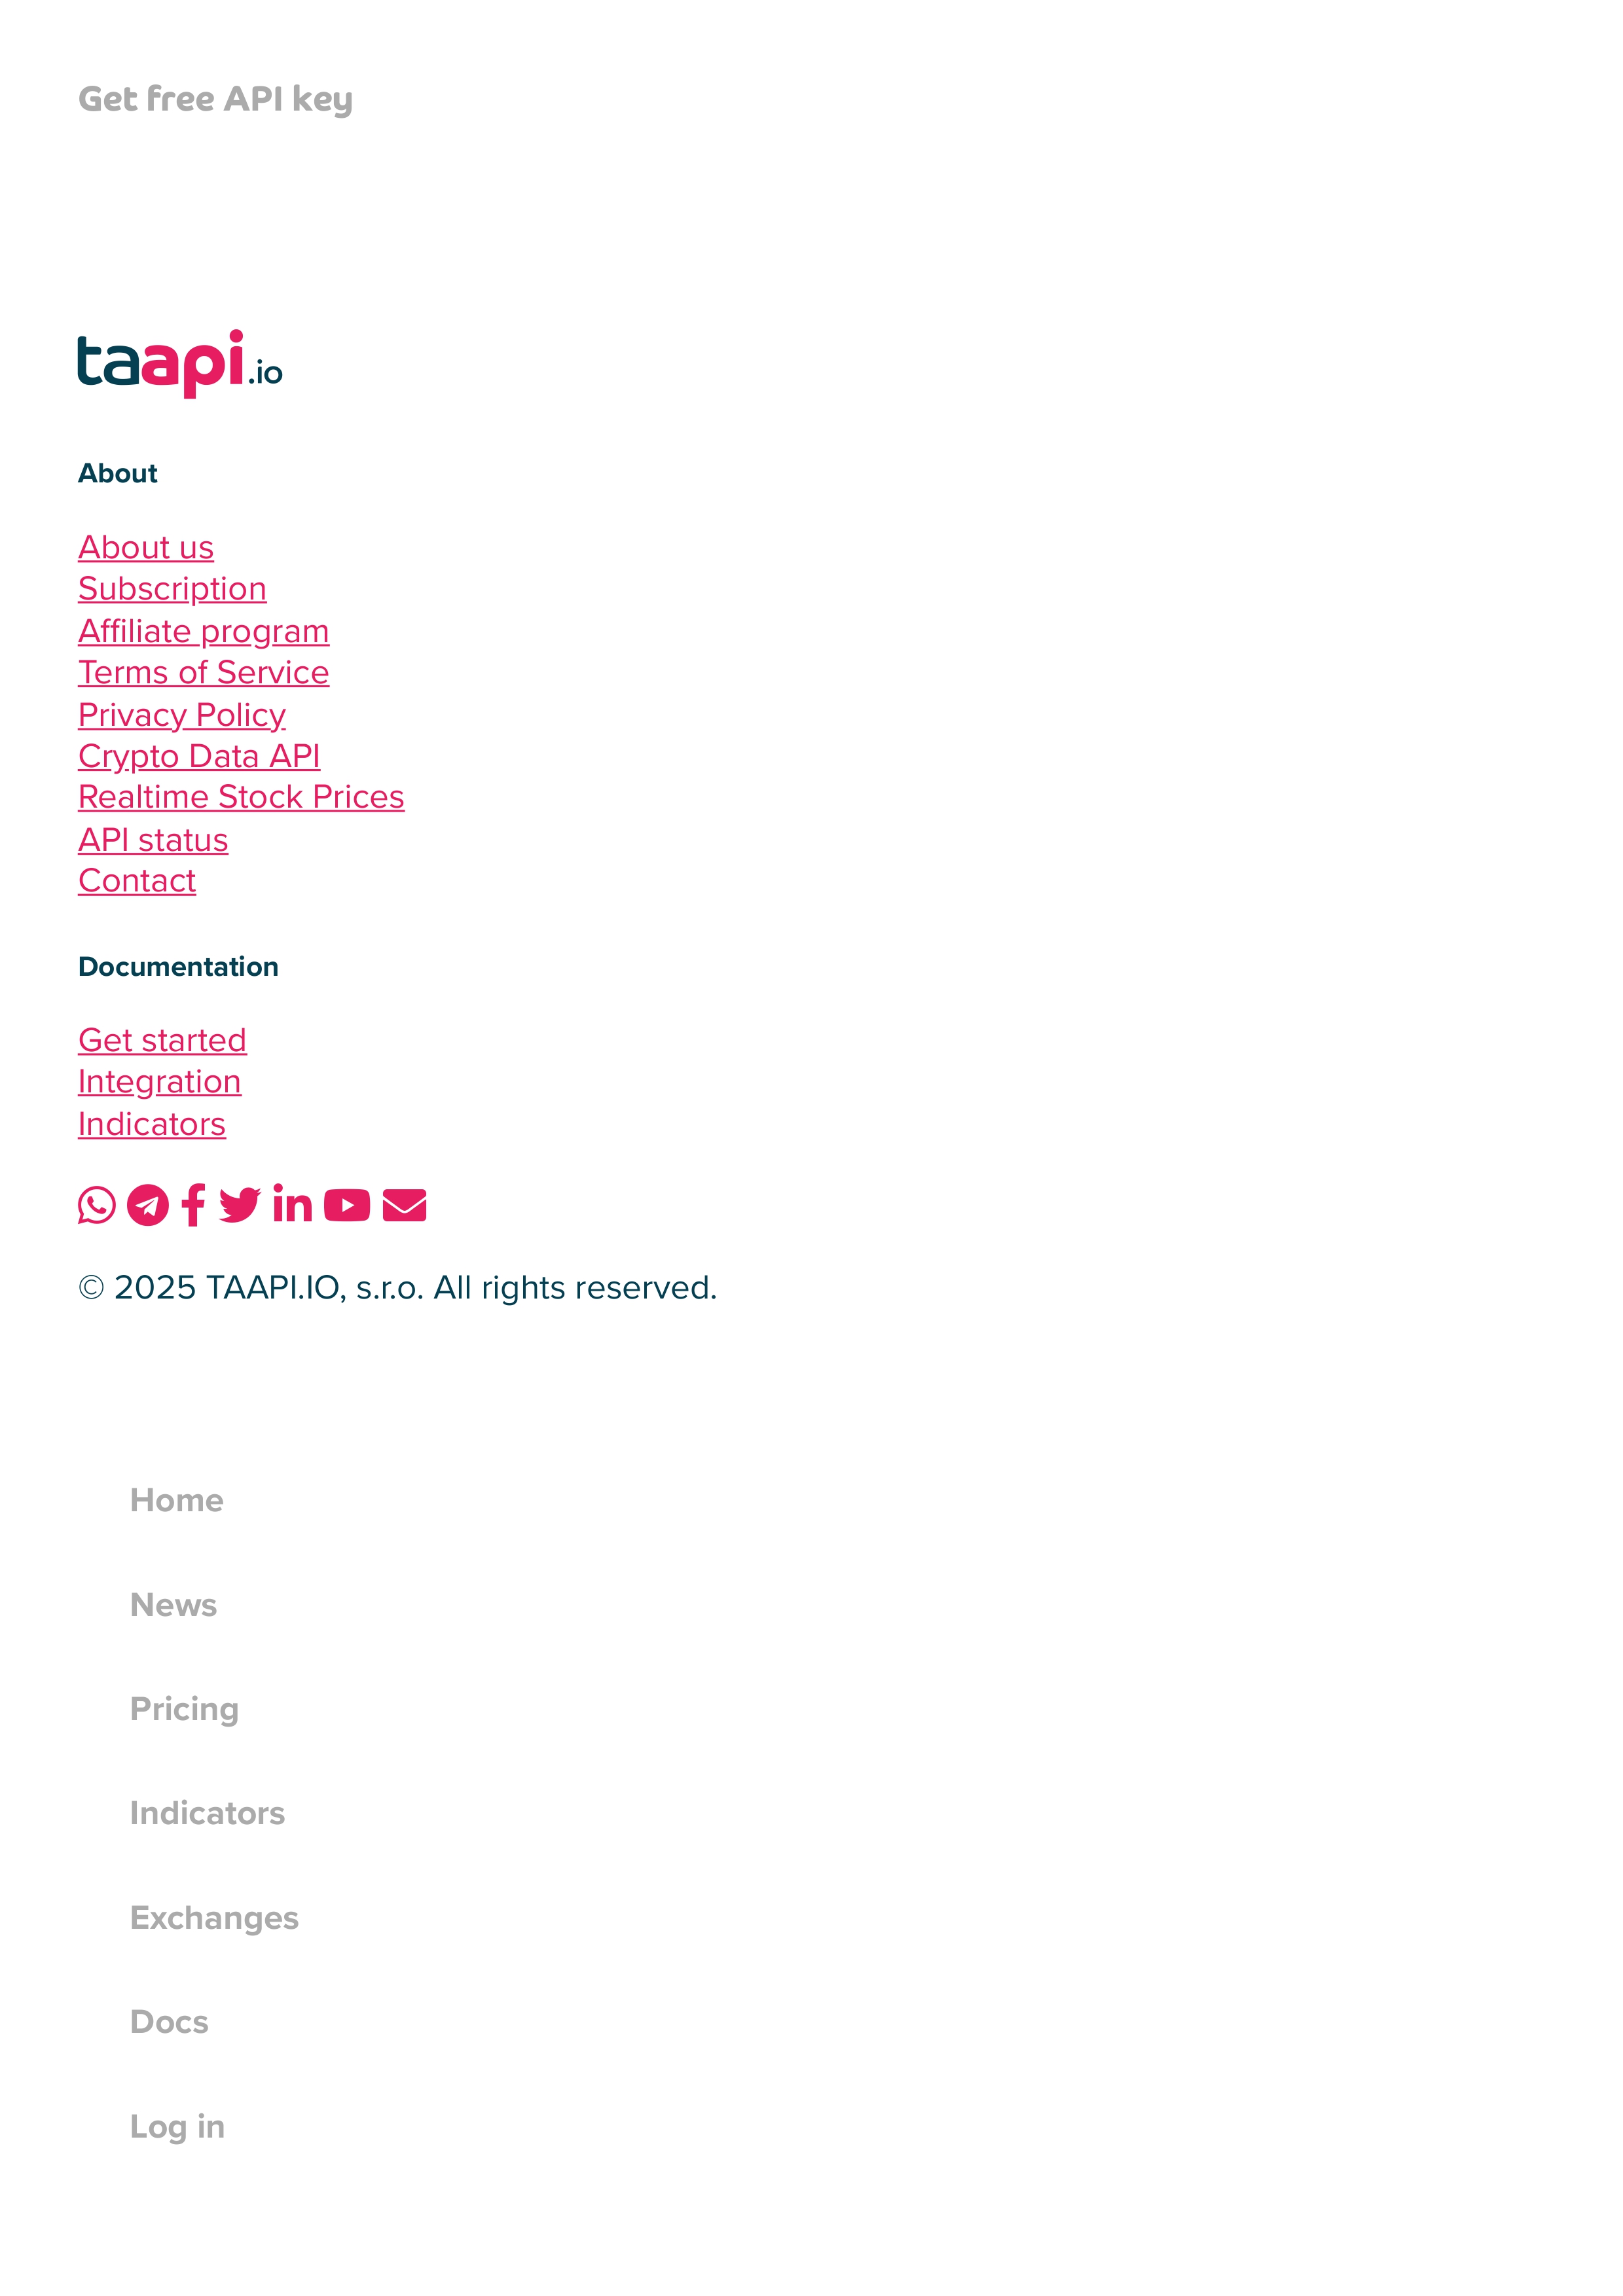 Get free API key
taapi.io
About
About us
Subscription
Affiliate program
Terms of Service
Privacy Policy
Crypto Data API
Realtime Stock Prices
API status
Contact
Documentation
Get started
Integration
Indicators
© 2025 TAAPI.IO, s.r.o. All rights reserved.
Home
News
Pricing
Indicators
Exchanges
Docs
Log in